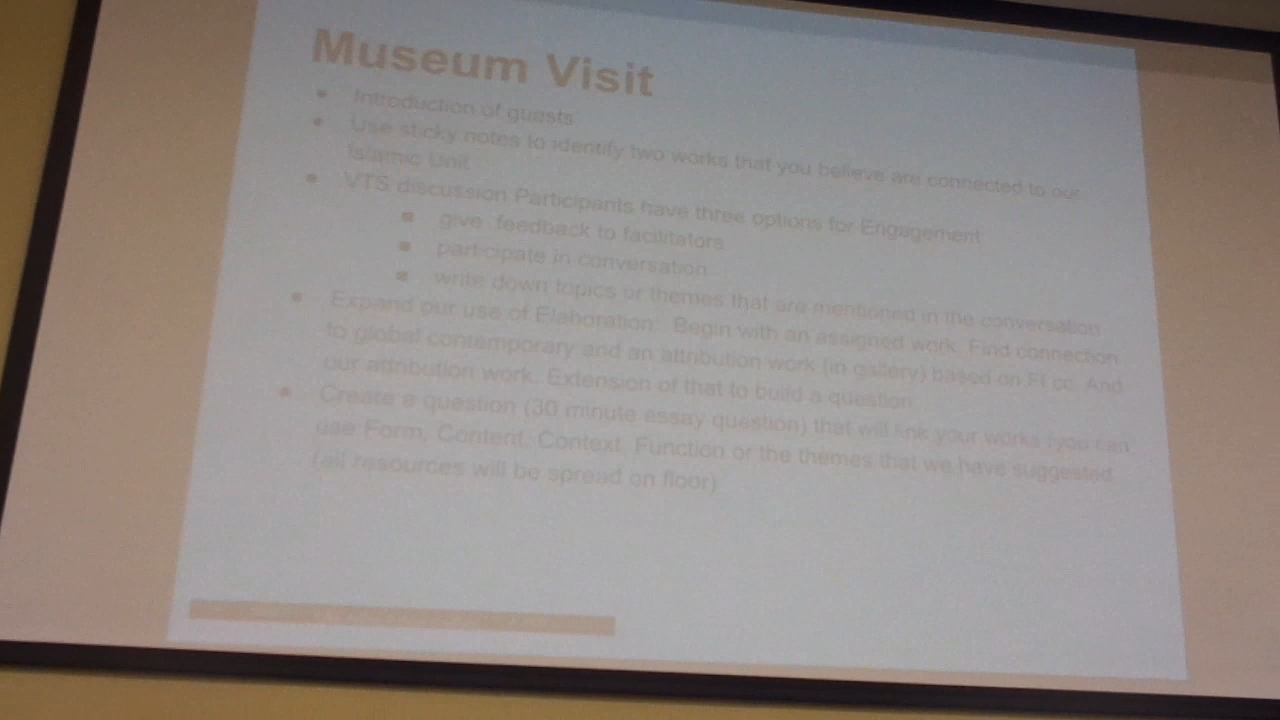 Museum Visit
Introduction of guests
Use sticky notes to identify two works that you believe are connected to our
Islamic Unit
VTS discussion Participants have three options for Engagement
give feedback to facilitators
participate in conversation
write down topics or themes that are mentioned in the conversation
Expand our use of Elaboration: Begin with an assigned work. Find connection
to global contemporary and an attribution work (in gallery) based on And
our attribution work. Extension of that to build a question
Create a question (30 minute essay question) that will link your works (you can
use Form, Content, Context, Function or the themes that we have suggested
(all resources will be spread on floor)